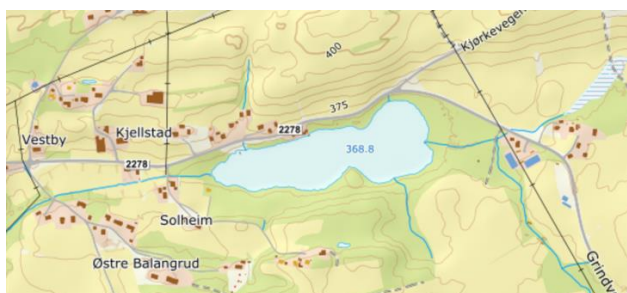 400
Kjørkevegen
375
2278
Kjellstad
Vestby
368.8
2278
Solheim
Østre Balangrud
Grindv